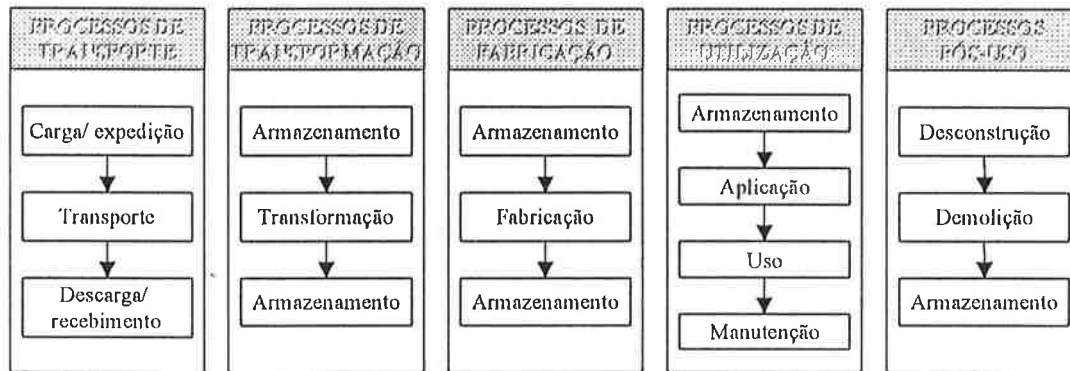 PROCESSOS DE
TRANSPORTE
Carga/ expedição
Transporte
Descarga/
recebimento
PROCESSOS DE
TRANSFORMAÇÃO
Armazenamento
Transformação
Armazenamento
PROCESSOS DE
FABRICAÇÃO
Armazenamento
Fabricação
Armazenamento
PROCESSOS DE
UTILIZAÇÃO
Armazenamento
Aplicação
Uso
Manutenção
PROCESSOS
PÓS-USO
Desconstrução
Demolição
Armazenamento